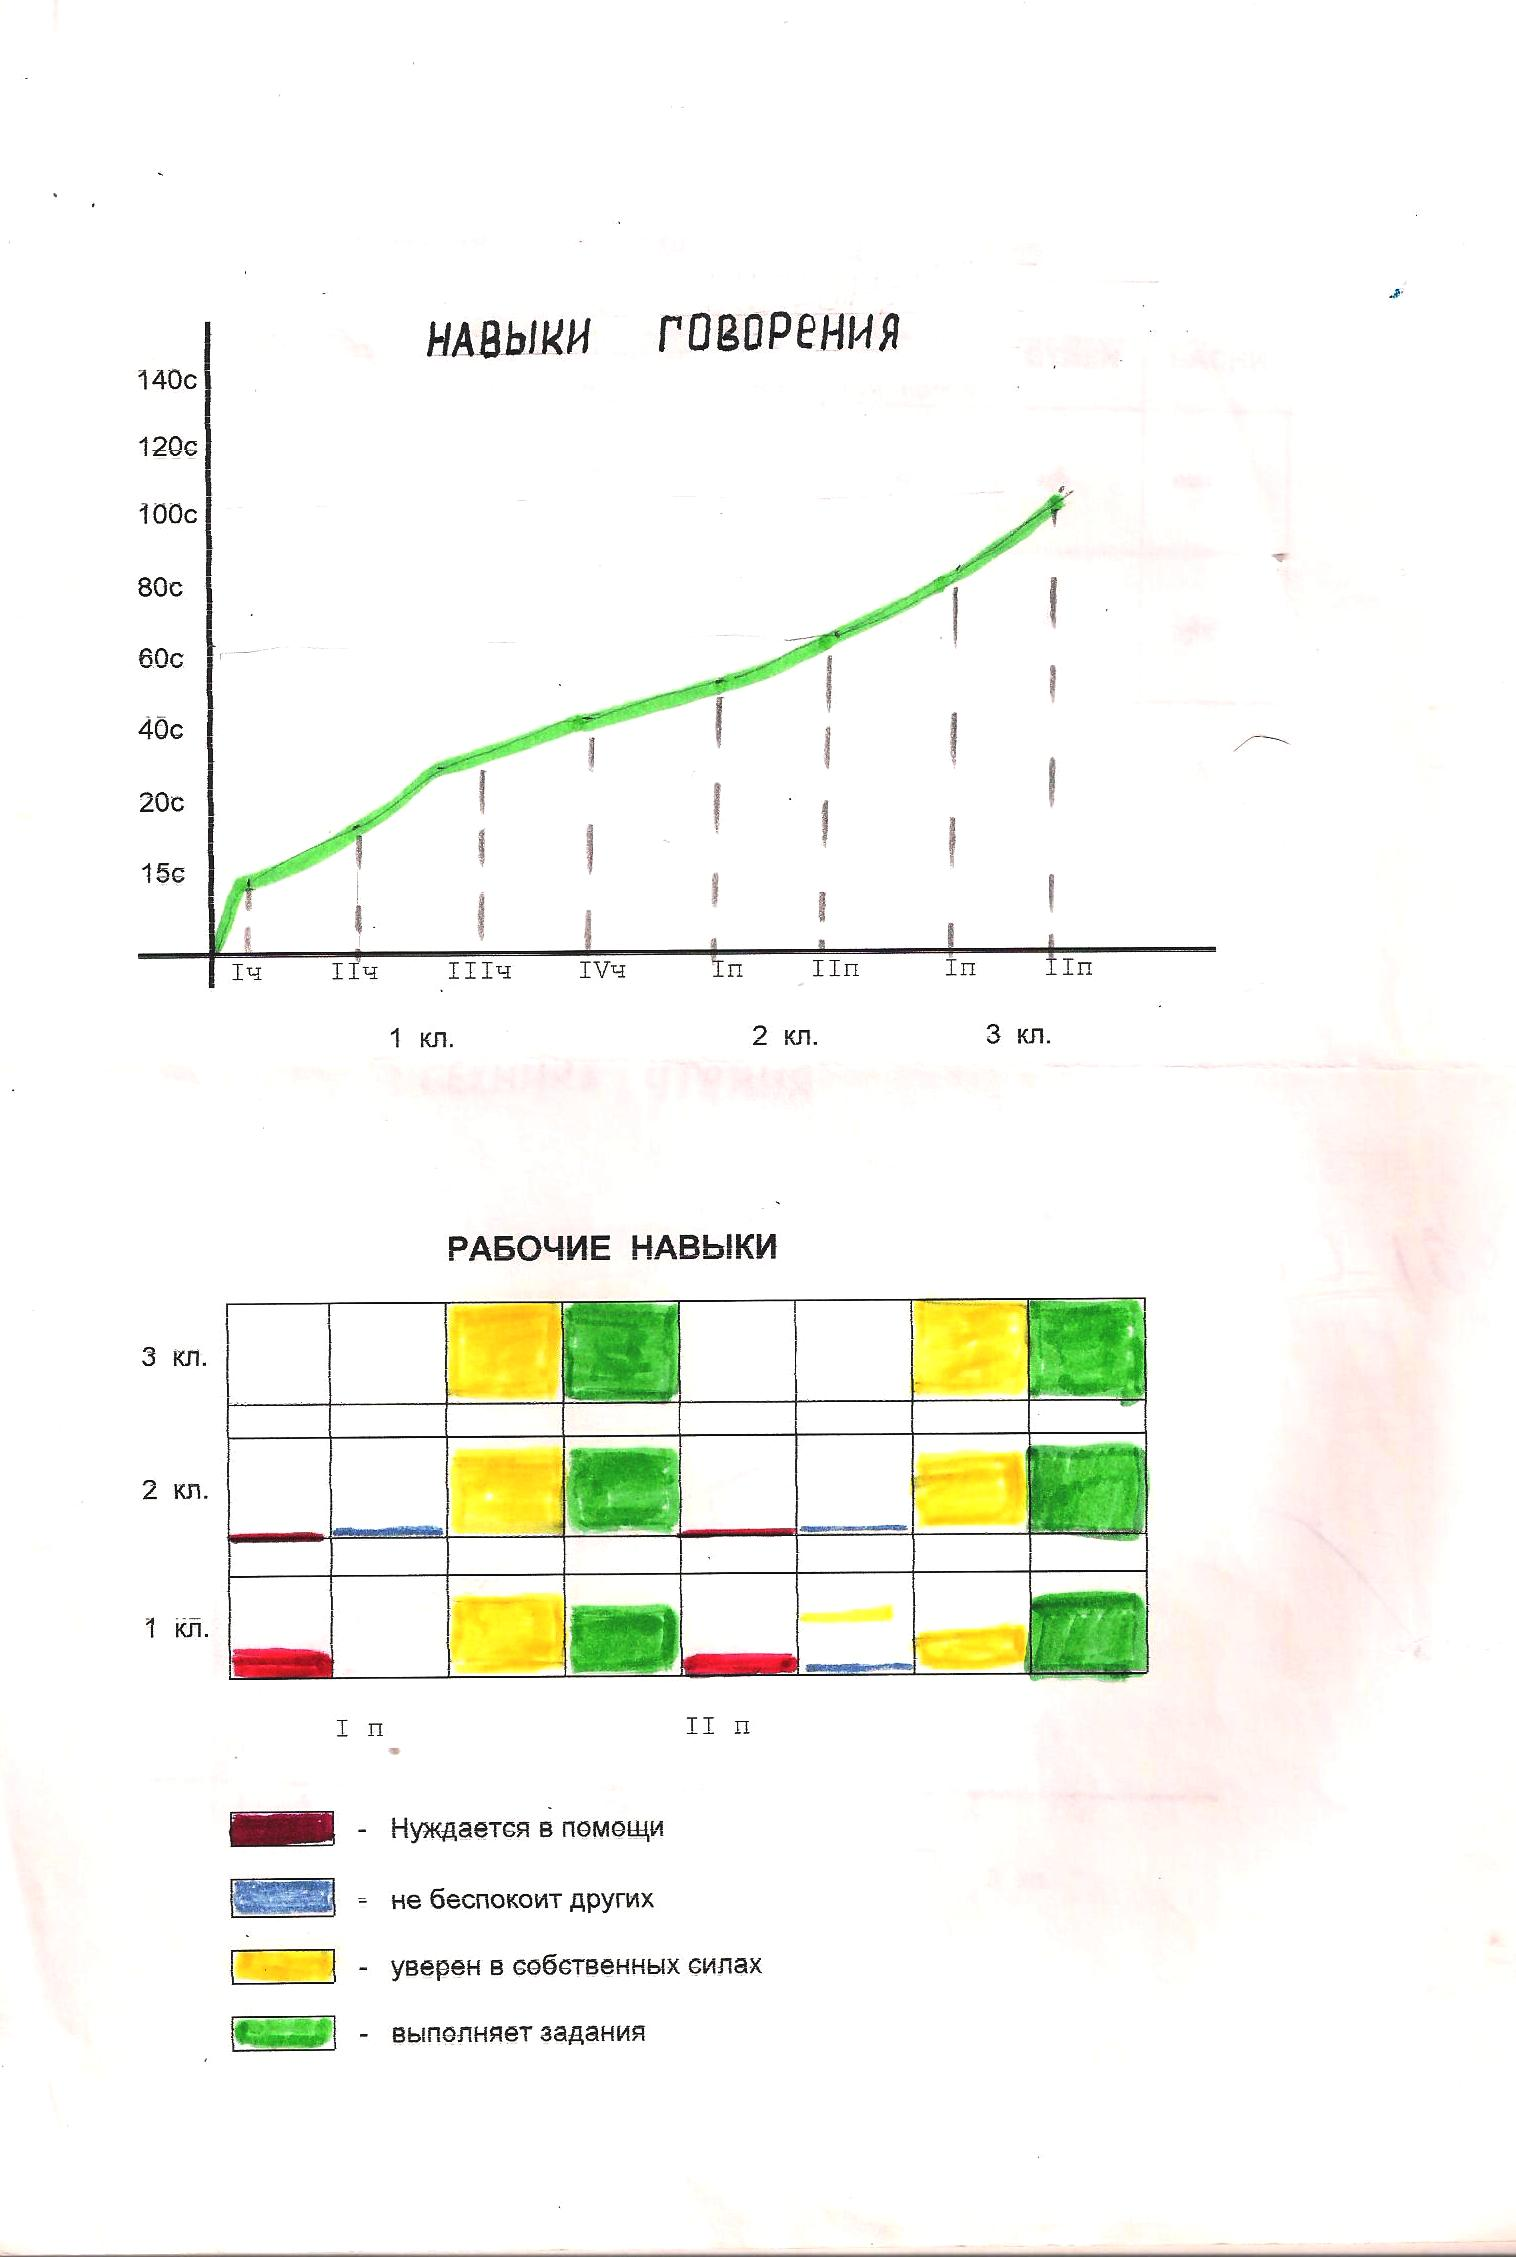 НАВЫКИ ГОВОРЕНИЯ
140с
120с
100с
80с
60с
40с
20с
15с
Iч IIч IIIч IVч Iп IIп Iп IIп
1 кл. 2 кл. 3 кл.
РАБОЧИЕ НАВЫКИ
3 кл.
2 кл.
1 кл.
I п II п
- Нуждается в помощи
- не беспокоит других
- уверен в собственных силах
- выполняет задания